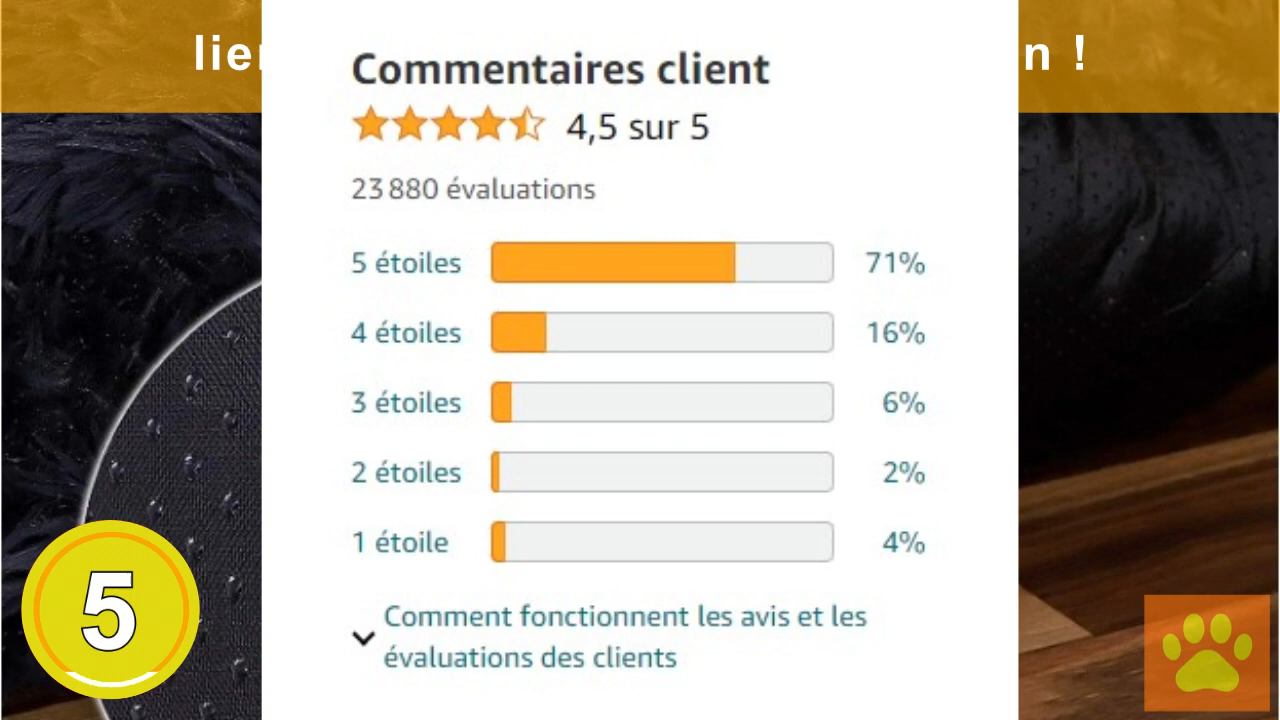 n !
Commentaires client
4,5 sur 5
23 880 évaluations
5 étoiles 71%
4 étoiles 16%
3 étoiles 6%
2 étoiles 2%
1 étoile 4%
Comment fonctionnent les avis et les
évaluations des clients
5